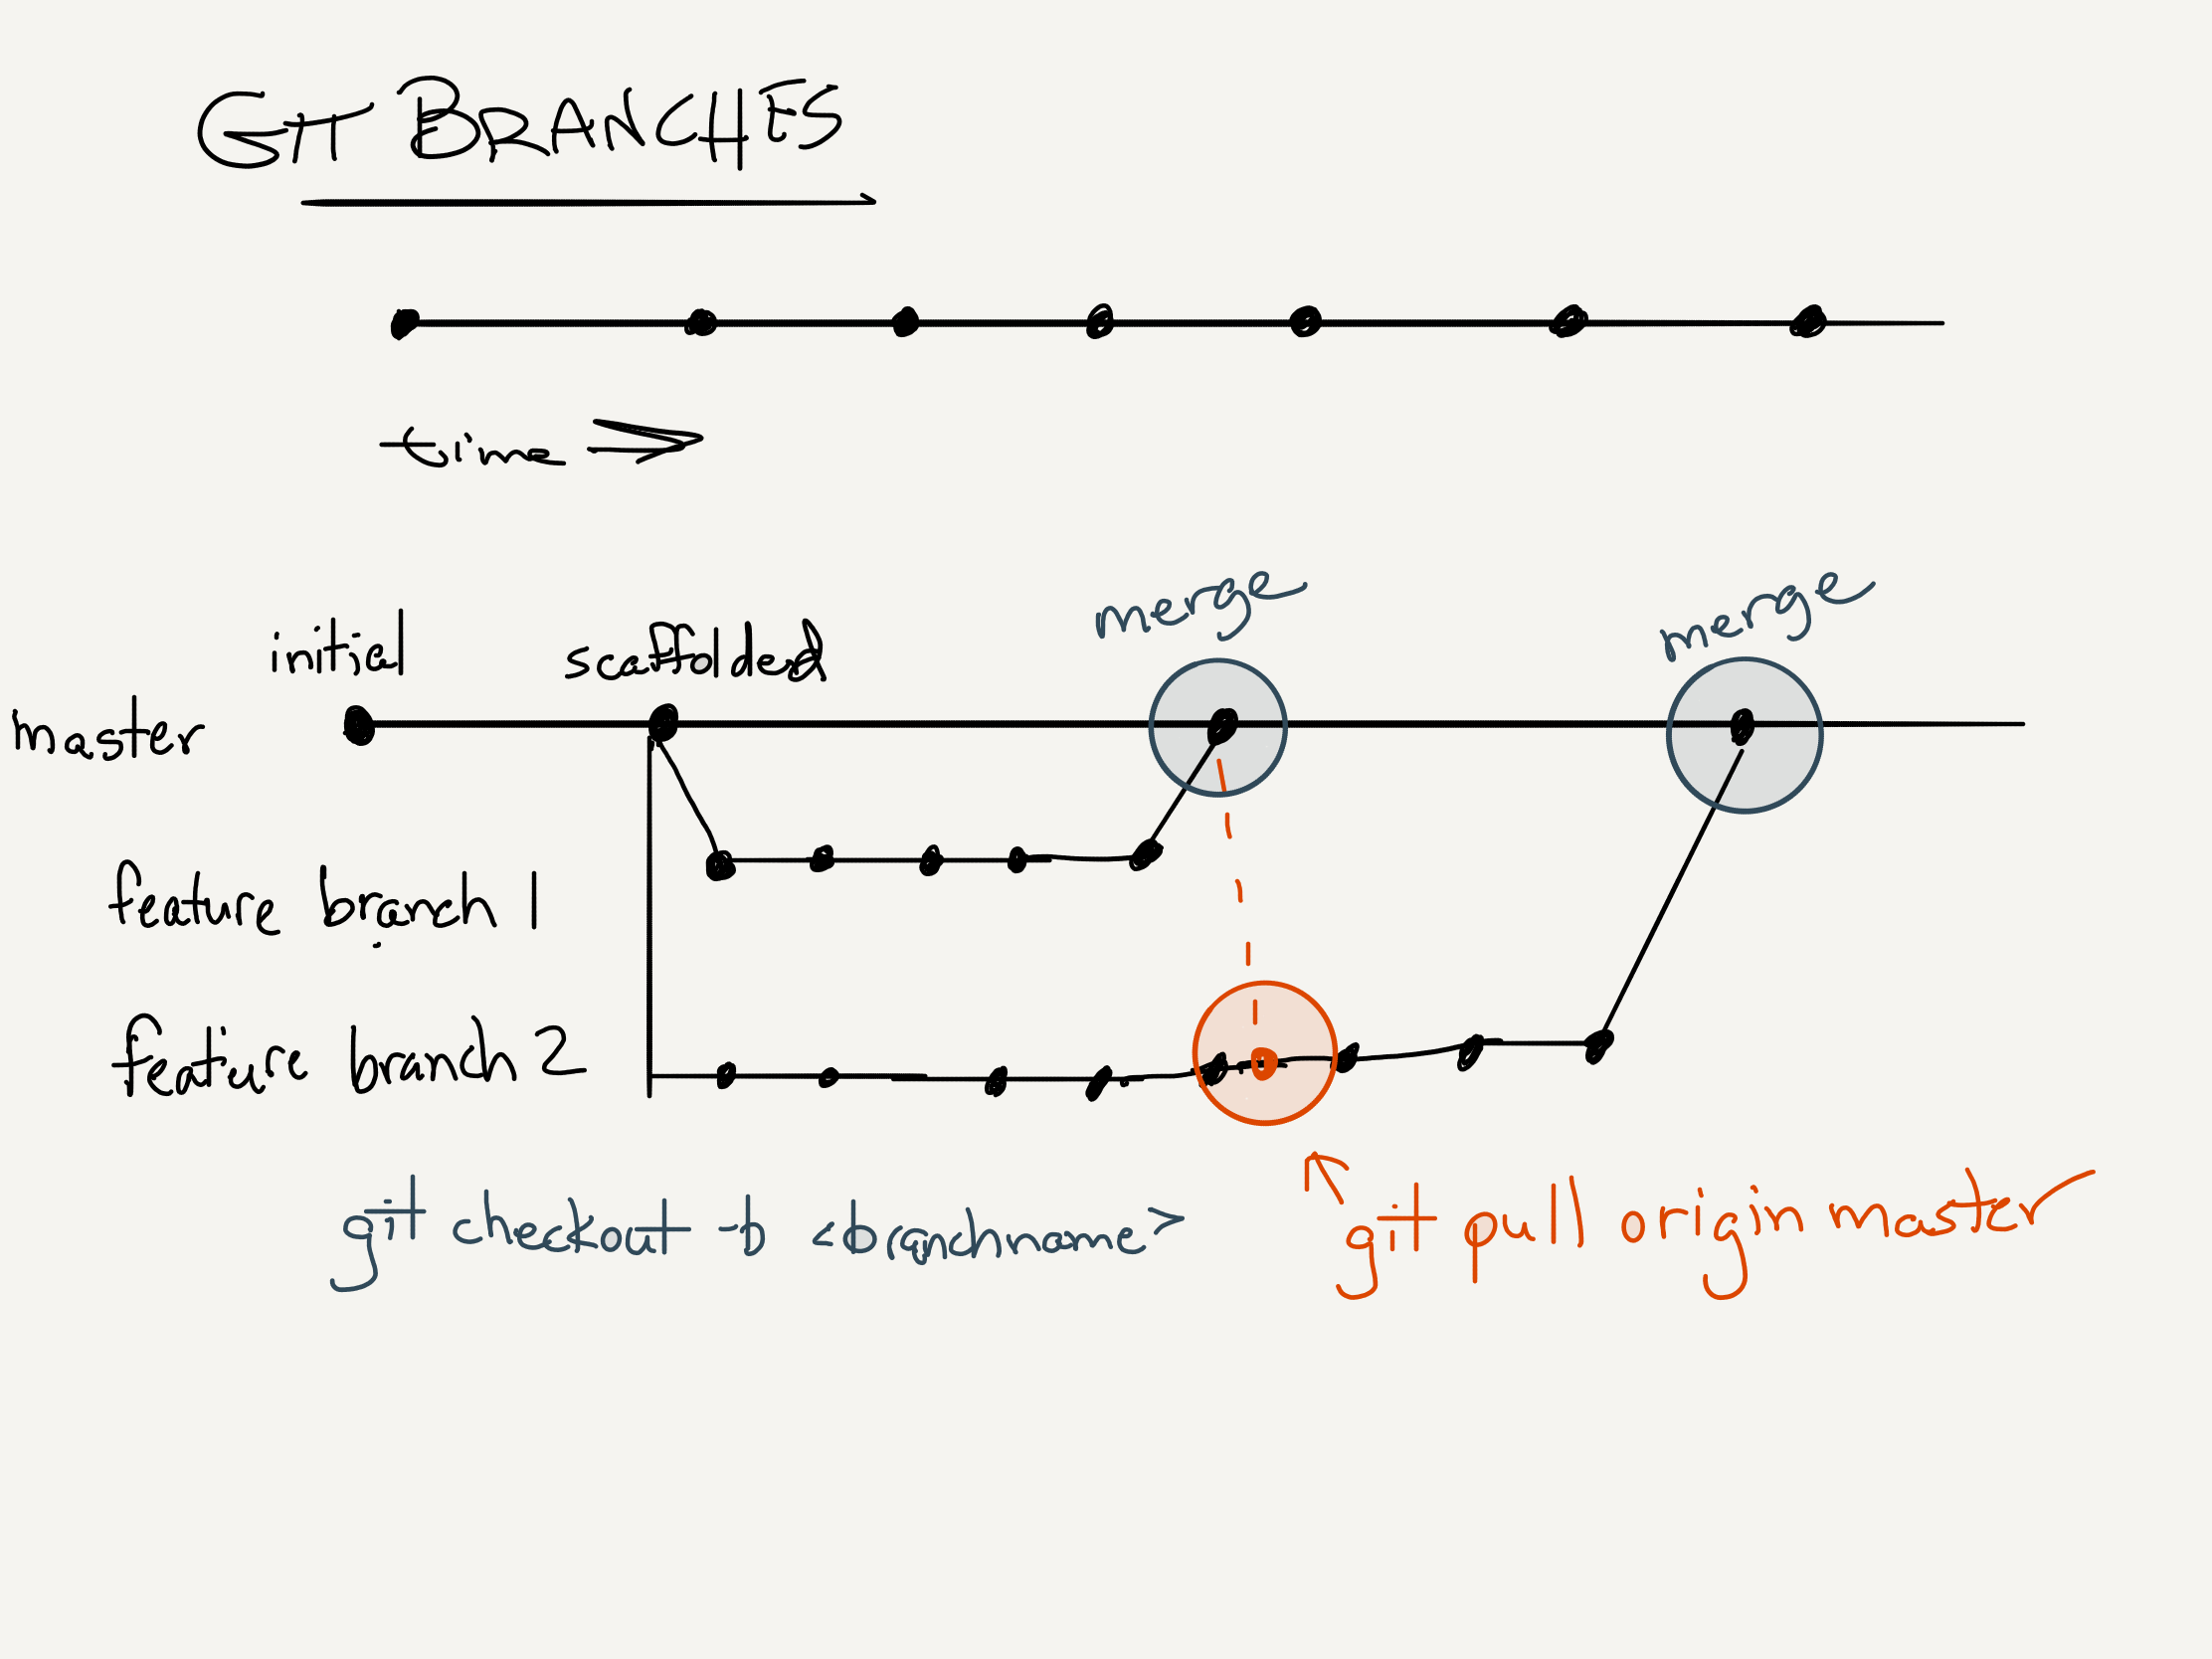 GIT BRANCHES
time
merge
merge
initial
scaffolded
master
feature branch 1
feature branch 2
git checkout -b <branchname>
git pull origin master